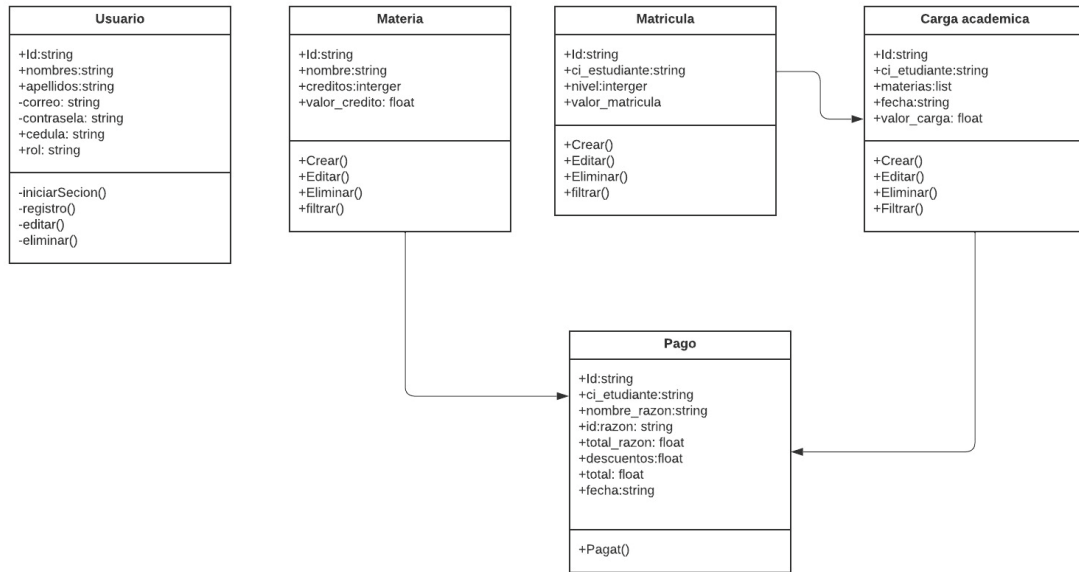 Usuario
+Id:string
+nombres:string
+apellidos:string
-correo: string
-contrasela: string
+cedula: string
+rol: string
-iniciarSecion()
-registro()
-editar()
-eliminar()
Materia
+Id:string
+nombre:string
+creditos:interger
+valor_credito: float
+Crear()
+Editar()
+Eliminar()
+filtrar()
Matricula
+Id:string
+ci_estudiante:string
+nivel:interger
+valor_matricula
+Crear()
+Editar()
+Eliminar()
+filtrar()
Carga academica
+Id:string
+ci_etudiante:string
+materias:list
+fecha:string
+valor_carga: float
+Crear()
+Editar()
+Eliminar()
+Filtrar()
Pago
+Id:string
+ci_etudiante:string
+nombre_razon:string
+id:razon: string
+total_razon: float
+descuentos:float
+total: float
+fecha:string
+Pagat()